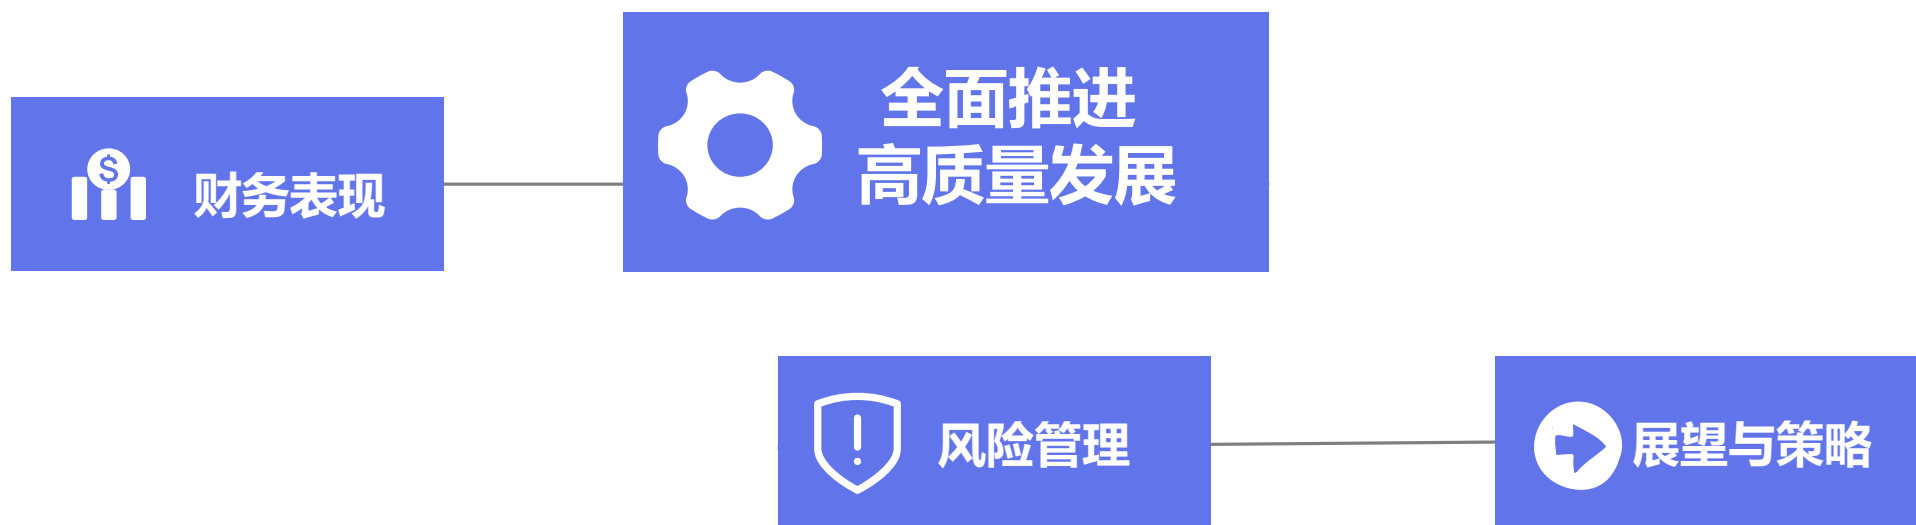 财务表现
全面推进
高质量发展
风险管理
展望与策略